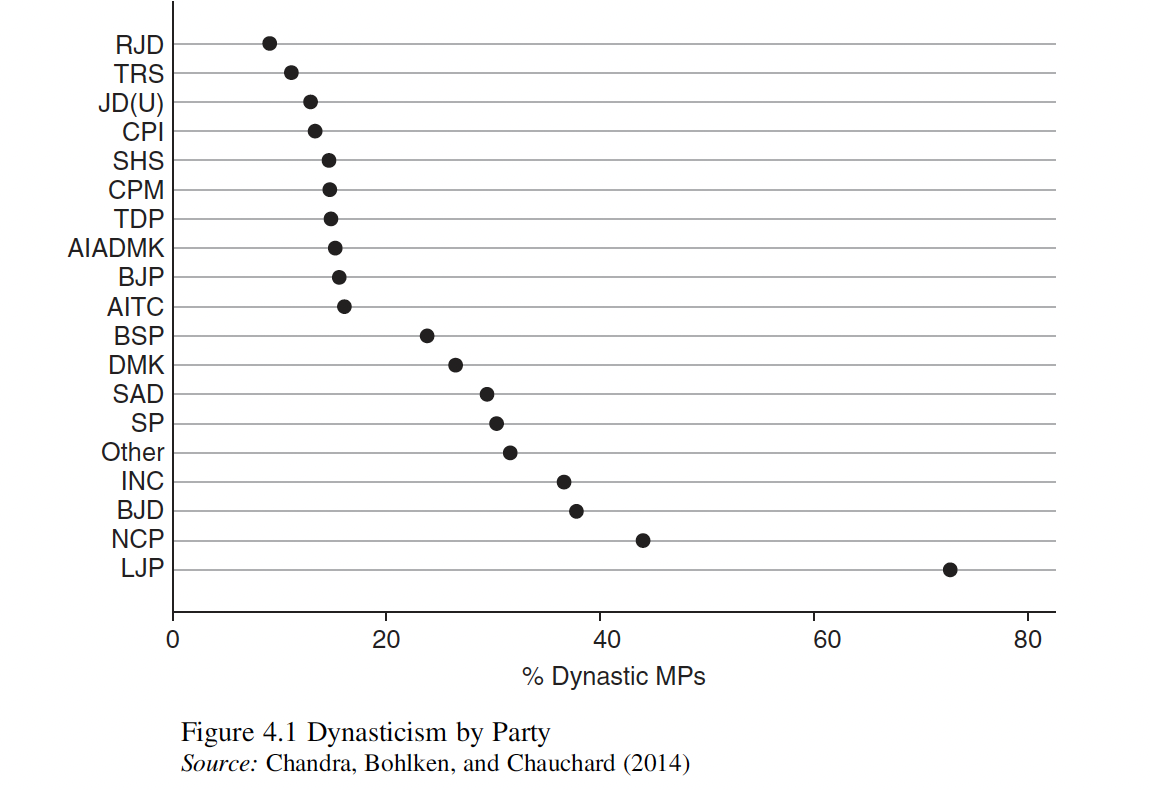 RJD
TRS
JD(U)
CPI
SHS
CPM
TDP
AIADMK
BJP
AITC
BSP
DMK
SAD
SP
Other
INC
BJD
NCP
LJP
0 20 40 60 80
% Dynastic MPs
Figure 4.1 Dynasticism by Party
Source: Chandra, Bohlken, and Chauchard (2014)